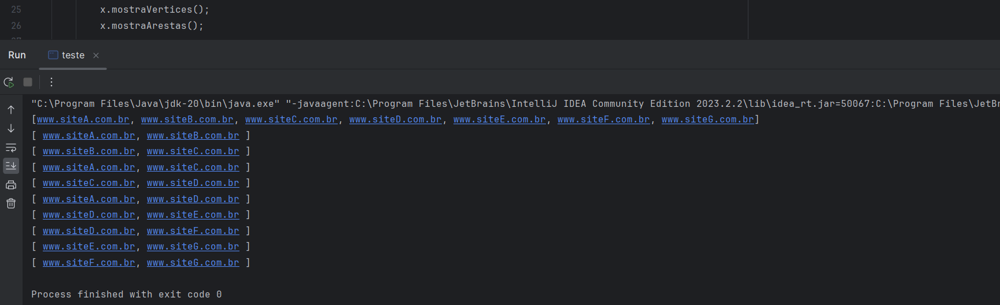 25 x.mostraVertices();
26 x.mostraArestas();
Run teste
"C:\Program Files\Java\jdk-20\bin\java.exe" "-javaagent:C:\Program Files\JetBrains\IntelliJ IDEA Community Edition 2023.2.2\lib\idea_rt.jar=50067:C:\Program Files\JetBr
[www.siteA.com.br, www.siteB.com.br, www.siteC.com.br, www.siteD.com.br, www.siteE.com.br, www.siteF.com.br, www.siteG.com.br]
[ www.siteA.com.br, www.siteB.com.br ]
[ www.siteB.com.br, www.siteC.com.br ]
[ www.siteA.com.br, www.siteC.com.br ]
[ www.siteC.com.br, www.siteD.com.br ]
[ www.siteA.com.br, www.siteD.com.br ]
[ www.siteD.com.br, www.siteE.com.br ]
[ www.siteD.com.br, www.siteF.com.br ]
[ www.siteE.com.br, www.siteG.com.br ]
[ www.siteF.com.br, www.siteG.com.br ]
Process finished with exit code 0